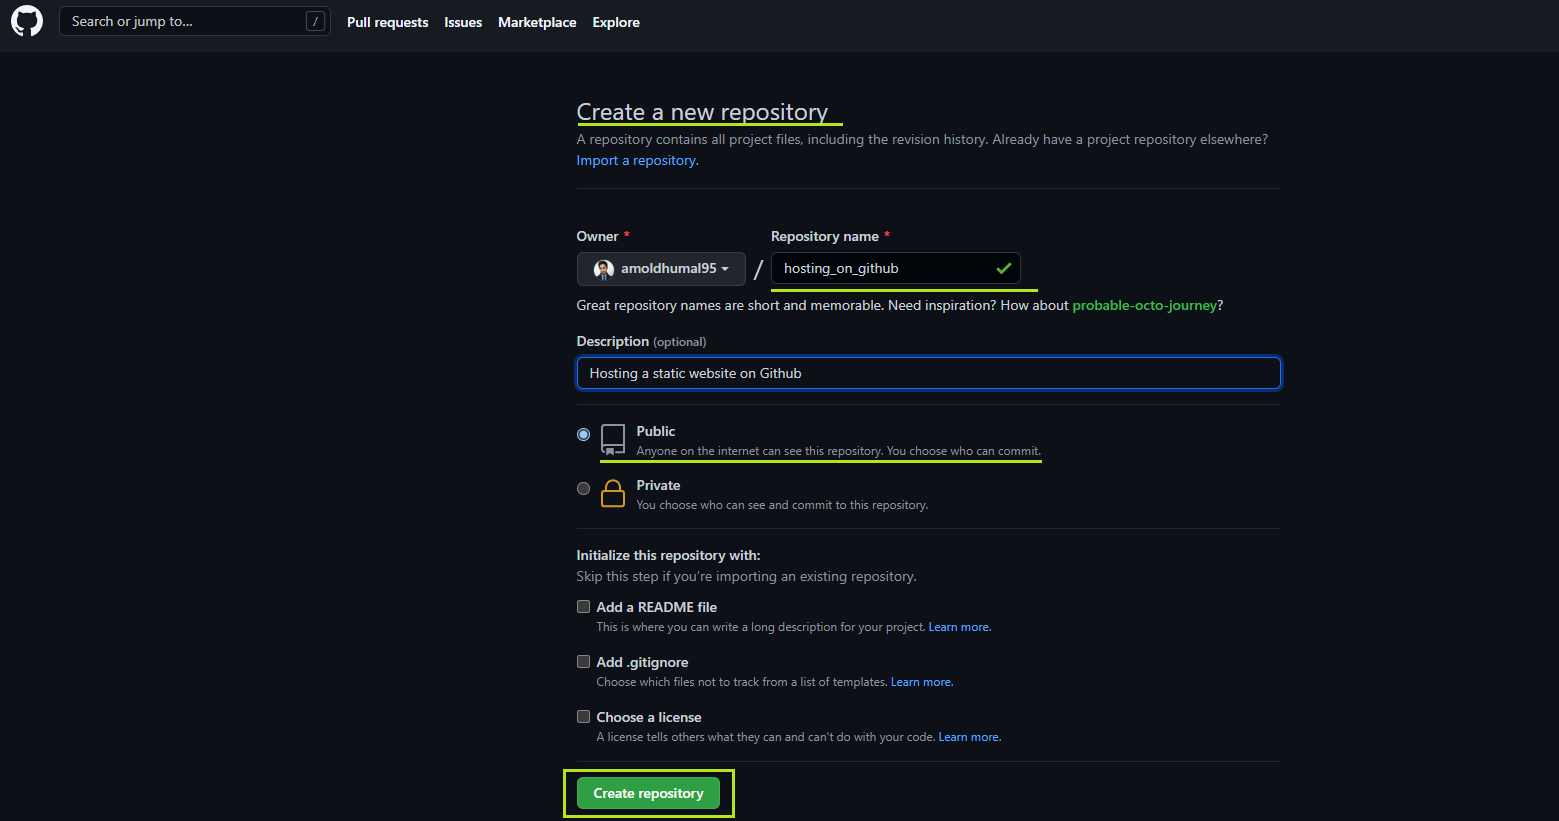 Search or jump to... /
Pull requests Issues Marketplace Explore
Create a new repository
A repository contains all project files, including the revision history. Already have a project repository elsewhere?
Import a repository.
Owner * Repository name *
amoldhumal95 / hosting_on_github
Great repository names are short and memorable. Need inspiration? How about probable-octo-journey?
Description (optional)
Hosting a static website on Github
Public
Anyone on the internet can see this repository. You choose who can commit.
Private
You choose who can see and commit to this repository.
Initialize this repository with:
Skip this step if you’re importing an existing repository.
Add a README file
This is where you can write a long description for your project. Learn more.
Add .gitignore
Choose which files not to track from a list of templates. Learn more.
Choose a license
A license tells others what they can and can't do with your code. Learn more.
Create repository